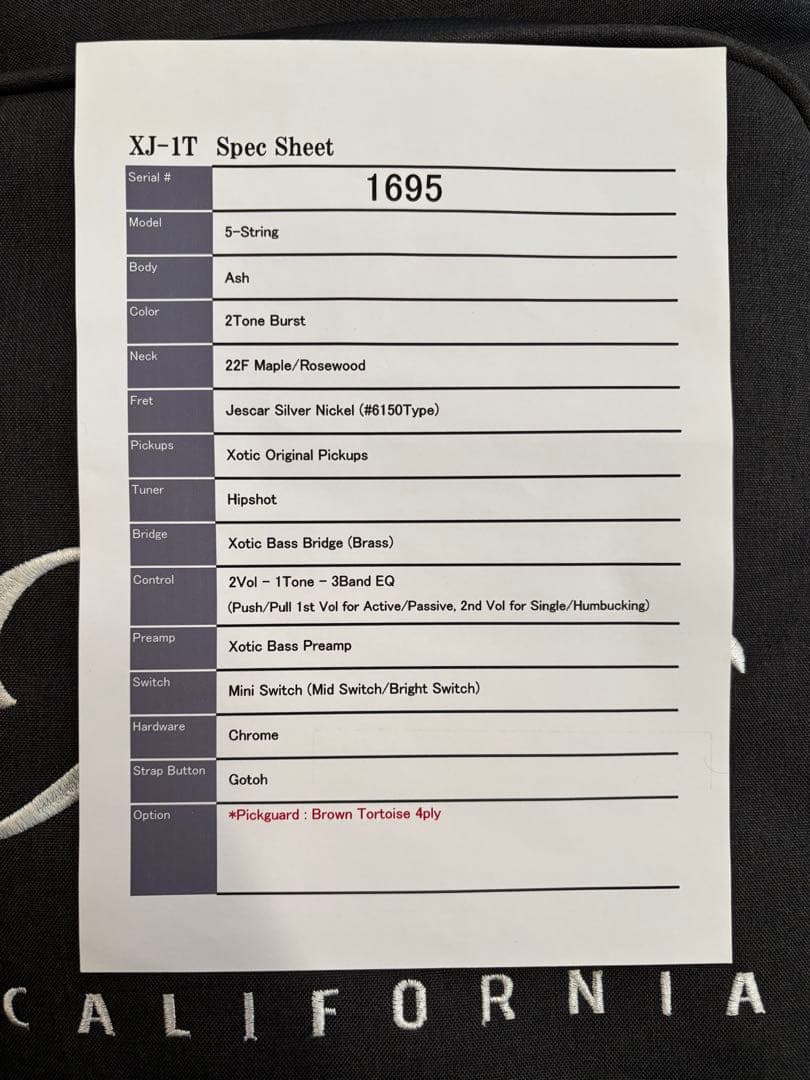 XJ-1T Spec Sheet
Serial # 1695
Model 5-String
Body Ash
Color 2Tone Burst
Neck 22F Maple/Rosewood
Fret Jescar Silver Nickel (#6150Type)
Pickups Xotic Original Pickups
Tuner Hipshot
Bridge Xotic Bass Bridge (Brass)
Control 2Vol - 1Tone - 3Band EQ
(Push/Pull 1st Vol for Active/Passive, 2nd Vol for Single/Humbucking)
Preamp Xotic Bass Preamp
Switch Mini Switch (Mid Switch/Bright Switch)
Hardware Chrome
Strap Button Gotoh
Option *Pickguard : Brown Tortoise 4ply
CALIFORNIA